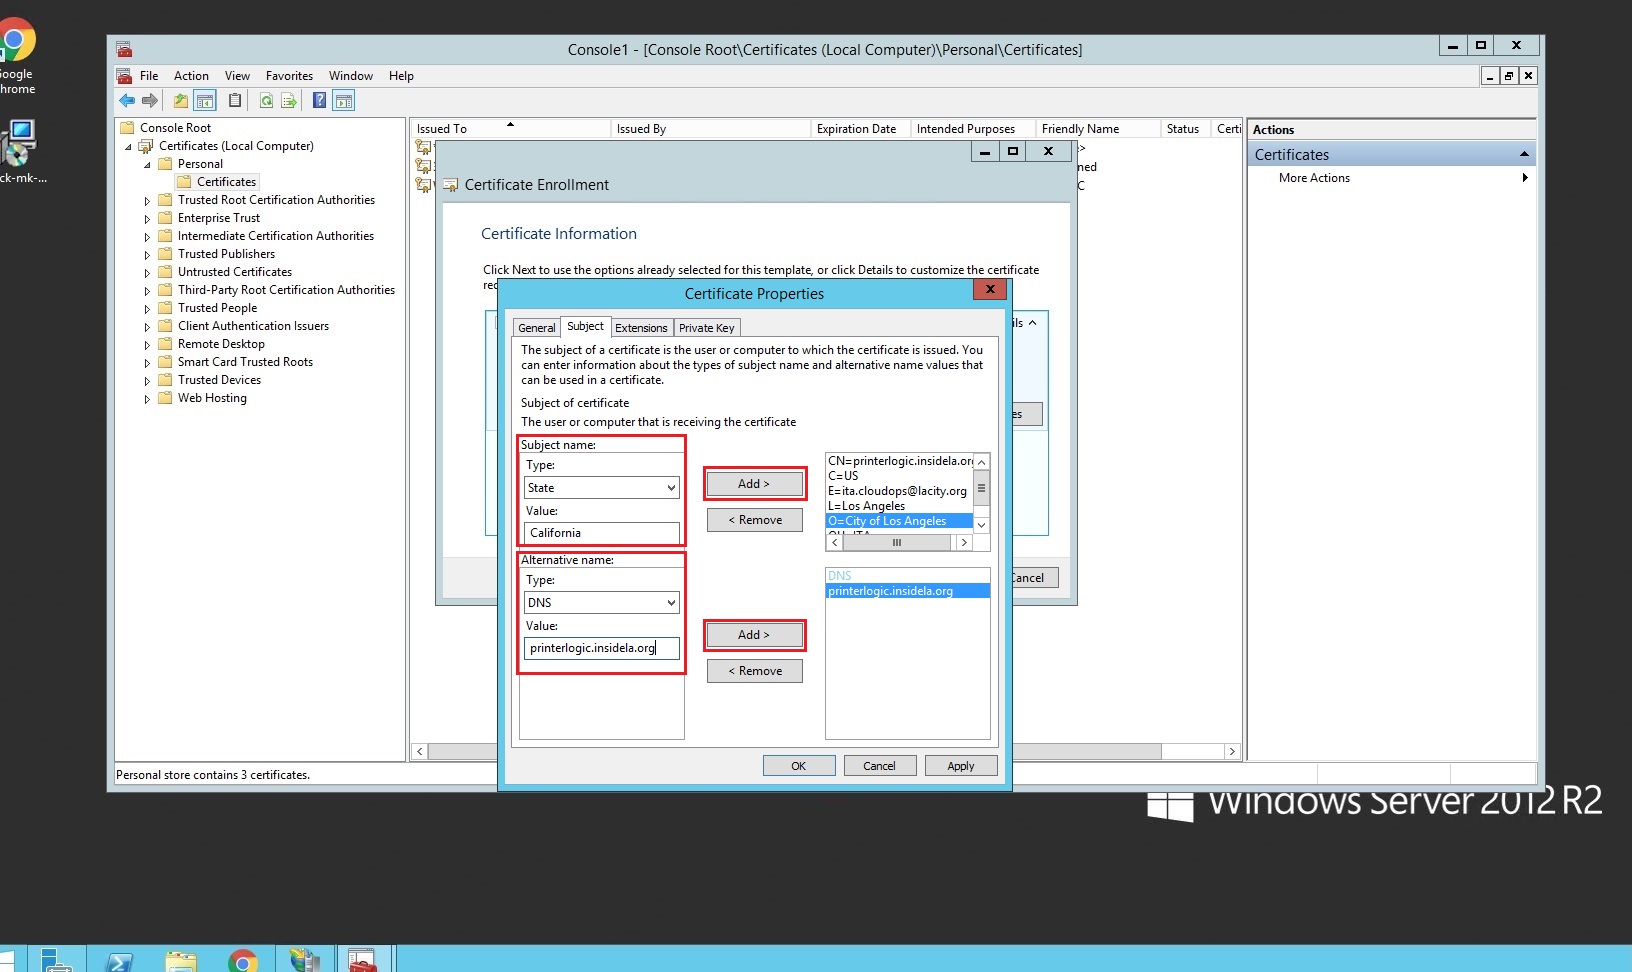 Google
Chrome
ck-mk-...
Console1 - [Console Root\Certificates (Local Computer)\Personal\Certificates]
File Action View Favorites Window Help
Console Root
Certificates (Local Computer)
Personal
Certificates
Trusted Root Certification Authorities
Enterprise Trust
Intermediate Certification Authorities
Trusted Publishers
Untrusted Certificates
Third-Party Root Certification Authorities
Trusted People
Client Authentication Issuers
Remote Desktop
Smart Card Trusted Roots
Trusted Devices
Web Hosting
Issued To Issued By Expiration Date Intended Purposes Friendly Name Status Certi
ned
C
Actions
Certificates
More Actions
Certificate Enrollment
Certificate Information
Click Next to use the options already selected for this template, or click Details to customize the certificate
req
ils
es
Cancel
Certificate Properties
General Subject Extensions Private Key
The subject of a certificate is the user or computer to which the certificate is issued. You
can enter information about the types of subject name and alternative name values that
can be used in a certificate.
Subject of certificate
The user or computer that is receiving the certificate
Subject name:
Type:
State
Value:
California
Add >
< Remove
CN=printerlogic.insidela.org
C=US
E=ita.cloudops@lacity.org
L=Los Angeles
O=City of Los Angeles
OU=ITA
Alternative name:
Type:
DNS
Value:
printerlogic.insidela.org
Add >
< Remove
DNS
printerlogic.insidela.org
OK Cancel Apply
Personal store contains 3 certificates.
Windows Server 2012 R2